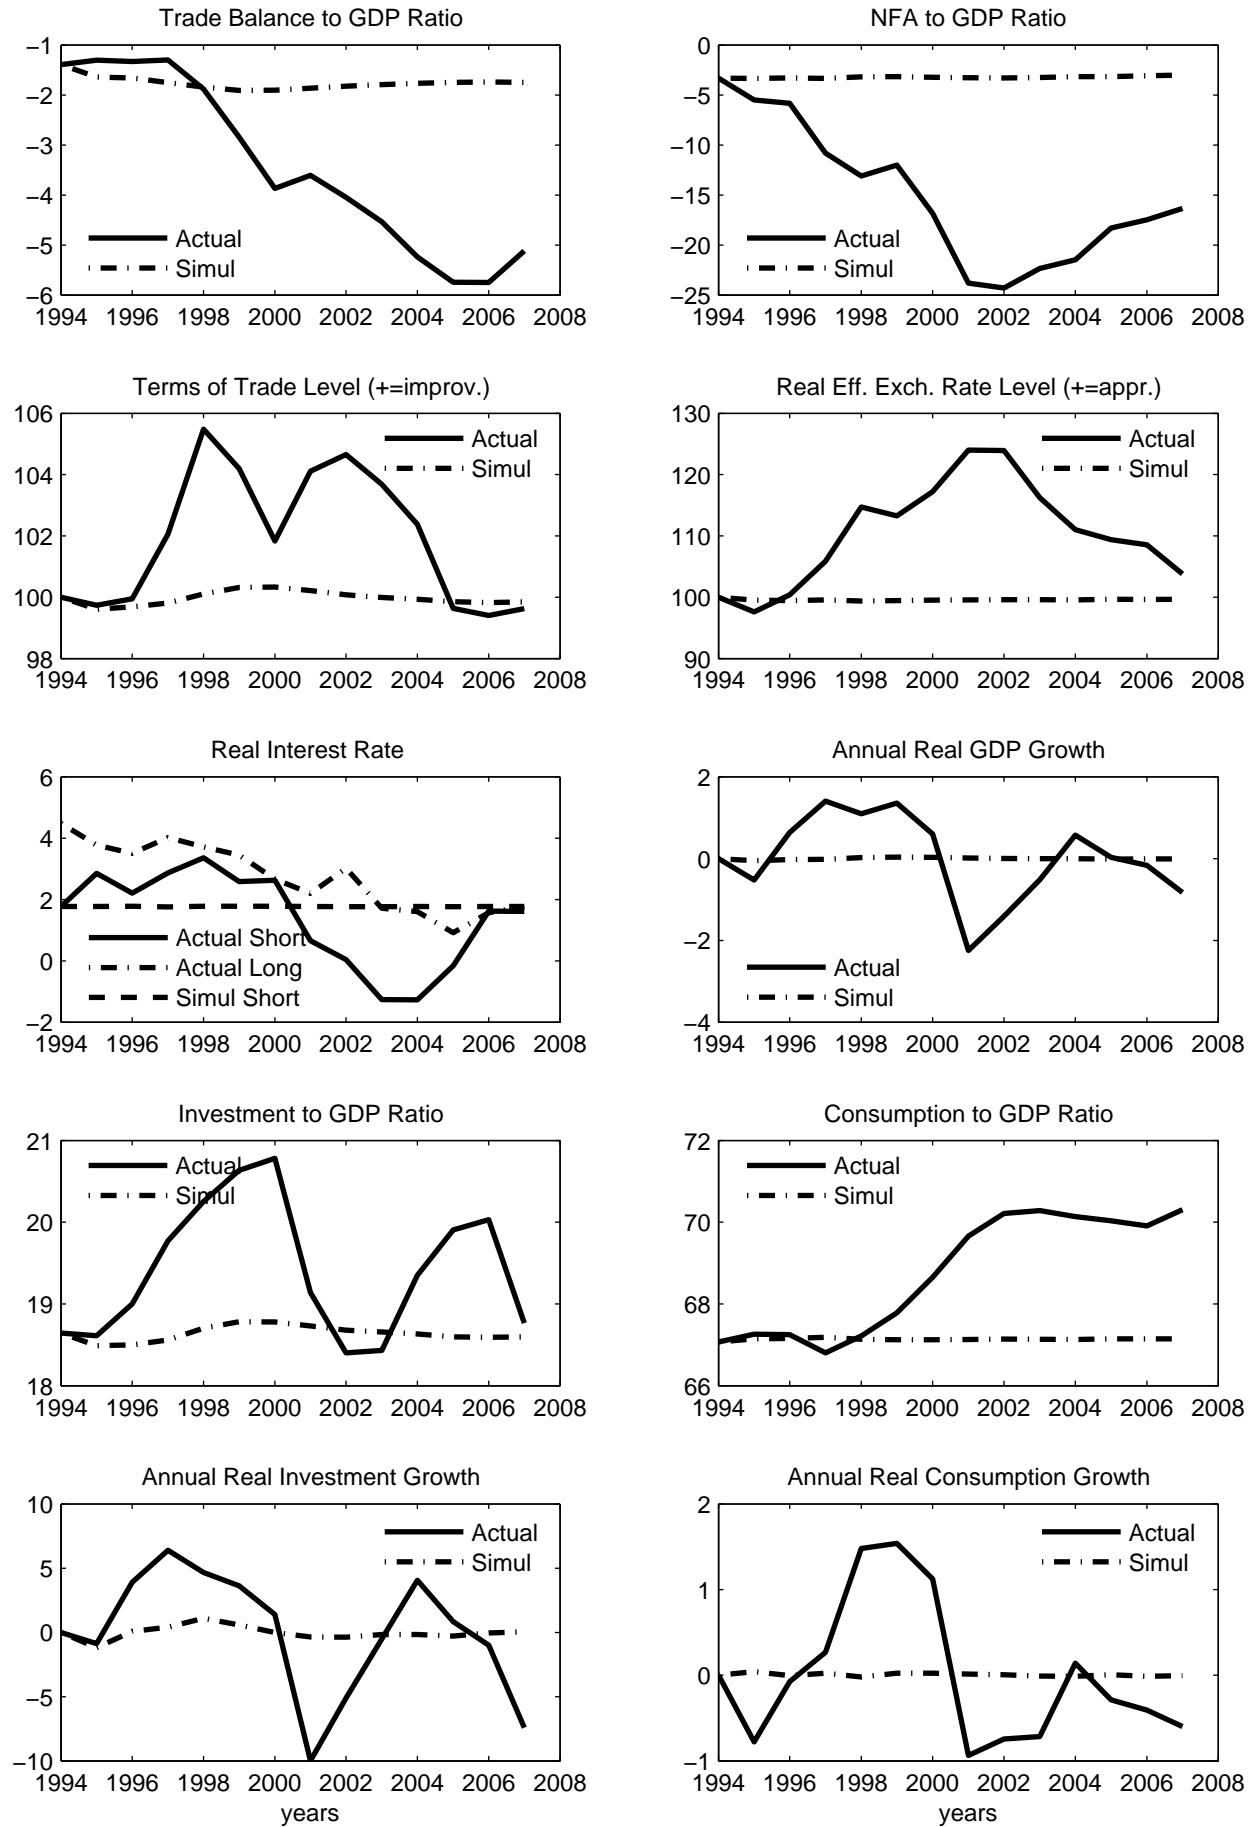 Trade Balance to GDP Ratio
−1
−2
−3
−4
−5
−6
Actual
Simul
1994 1996 1998 2000 2002 2004 2006 2008
NFA to GDP Ratio
0
−5
−10
−15
−20
−25
Actual
Simul
1994 1996 1998 2000 2002 2004 2006 2008
Terms of Trade Level (+=improv.)
106
104
102
100
98
Actual
Simul
1994 1996 1998 2000 2002 2004 2006 2008
Real Eff. Exch. Rate Level (+=appr.)
130
120
110
100
90
Actual
Simul
1994 1996 1998 2000 2002 2004 2006 2008
Real Interest Rate
6
4
2
0
−2
Actual Short
Actual Long
Simul Short
1994 1996 1998 2000 2002 2004 2006 2008
Annual Real GDP Growth
2
0
−2
−4
Actual
Simul
1994 1996 1998 2000 2002 2004 2006 2008
Investment to GDP Ratio
21
20
19
18
Actual
Simul
1994 1996 1998 2000 2002 2004 2006 2008
Consumption to GDP Ratio
72
70
68
66
Actual
Simul
1994 1996 1998 2000 2002 2004 2006 2008
Annual Real Investment Growth
10
5
0
−5
−10
Actual
Simul
1994 1996 1998 2000 2002 2004 2006 2008
years
Annual Real Consumption Growth
2
1
0
−1
Actual
Simul
1994 1996 1998 2000 2002 2004 2006 2008
years